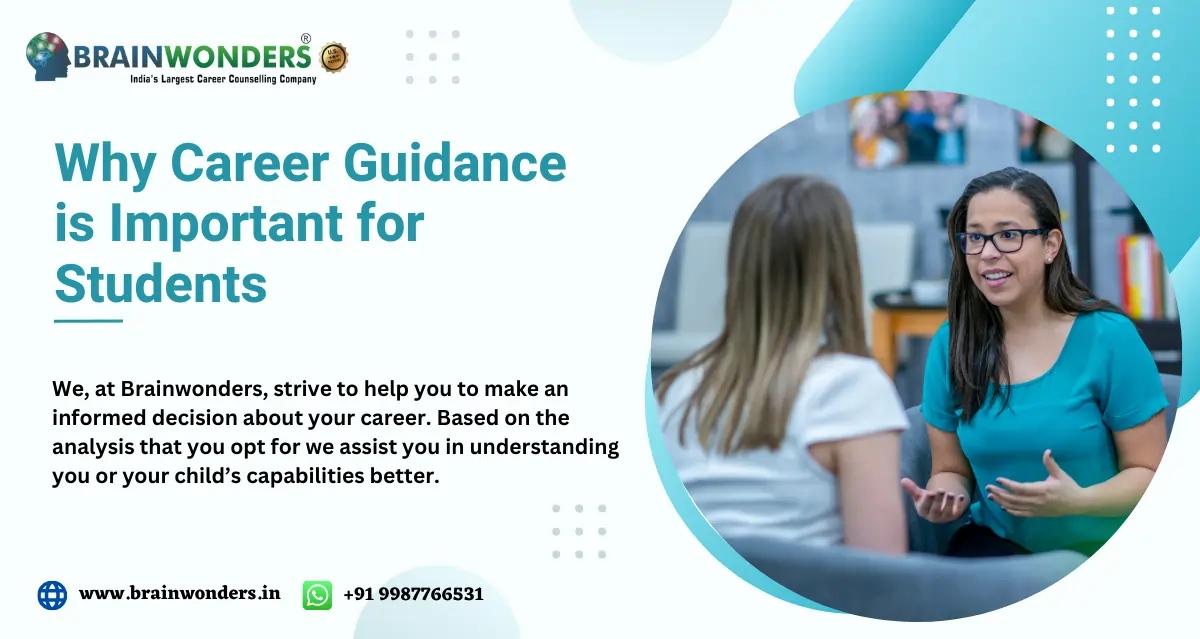 BRAINWONDERS®
India's Largest Career Counselling Company
Why Career Guidance
is Important for
Students
We, at Brainwonders, strive to help you to make an
informed decision about your career. Based on the
analysis that you opt for we assist you in understanding
you or your child’s capabilities better.
www.brainwonders.in
+91 9987766531